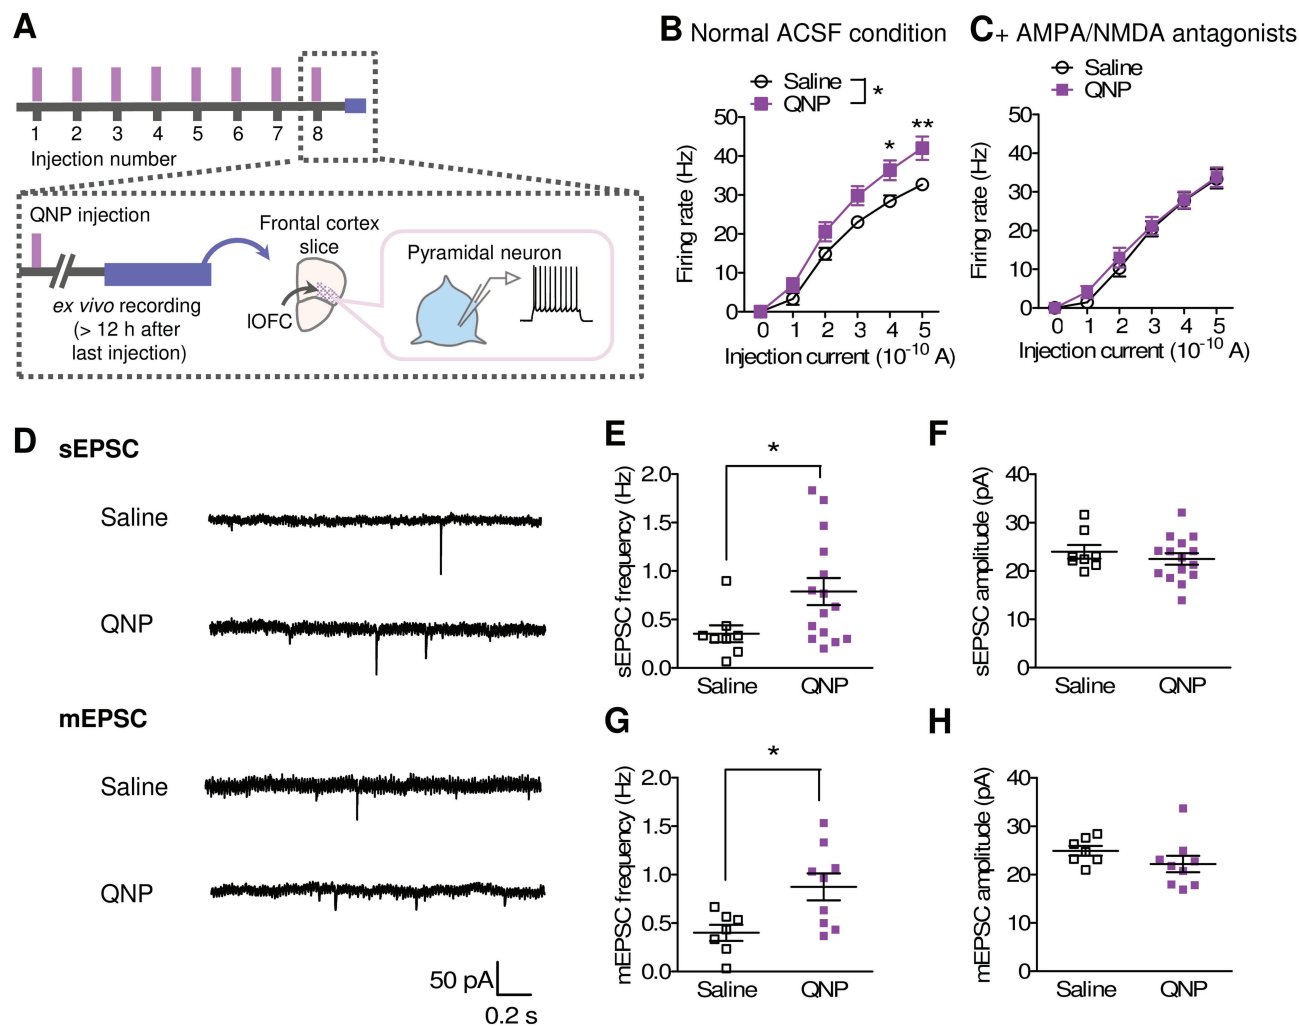 A
1 2 3 4 5 6 7 8
Injection number
QNP injection
ex vivo recording
(> 12 h after
last injection)
Frontal cortex
slice
lOFC
Pyramidal neuron
B Normal ACSF condition
Saline
QNP
*
Firing rate (Hz)
50
40
30
20
10
0
* **
0 1 2 3 4 5
Injection current (10-10 A)
C + AMPA/NMDA antagonists
Saline
QNP
Firing rate (Hz)
50
40
30
20
10
0
0 1 2 3 4 5
Injection current (10-10 A)
D
sEPSC
Saline
QNP
mEPSC
Saline
QNP
50 pA
0.2 s
E
*
sEPSC frequency (Hz)
2.0
1.5
1.0
0.5
0.0
Saline QNP
F
sEPSC amplitude (pA)
40
30
20
10
0
Saline QNP
G
*
mEPSC frequency (Hz)
2.0
1.5
1.0
0.5
0.0
Saline QNP
H
mEPSC amplitude (pA)
40
30
20
10
0
Saline QNP